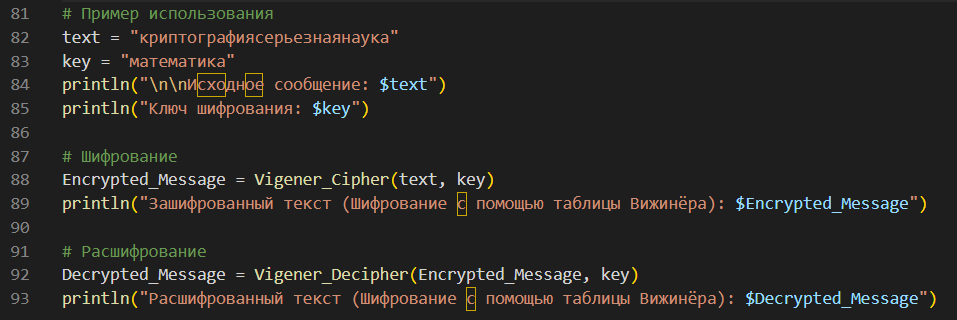 81 # Пример использования
82 text = "криптографиясерьезнаянаука"
83 key = "математика"
84 println("\n\nИсходное сообщение: $text")
85 println("Ключ шифрования: $key")
86
87 # Шифрование
88 Encrypted_Message = Vigener_Cipher(text, key)
89 println("Зашифрованный текст (Шифрование с помощью таблицы Вижинёра): $Encrypted_Message")
90
91 # Расшифрование
92 Decrypted_Message = Vigener_Decipher(Encrypted_Message, key)
93 println("Расшифрованный текст (Шифрование с помощью таблицы Вижинёра): $Decrypted_Message")